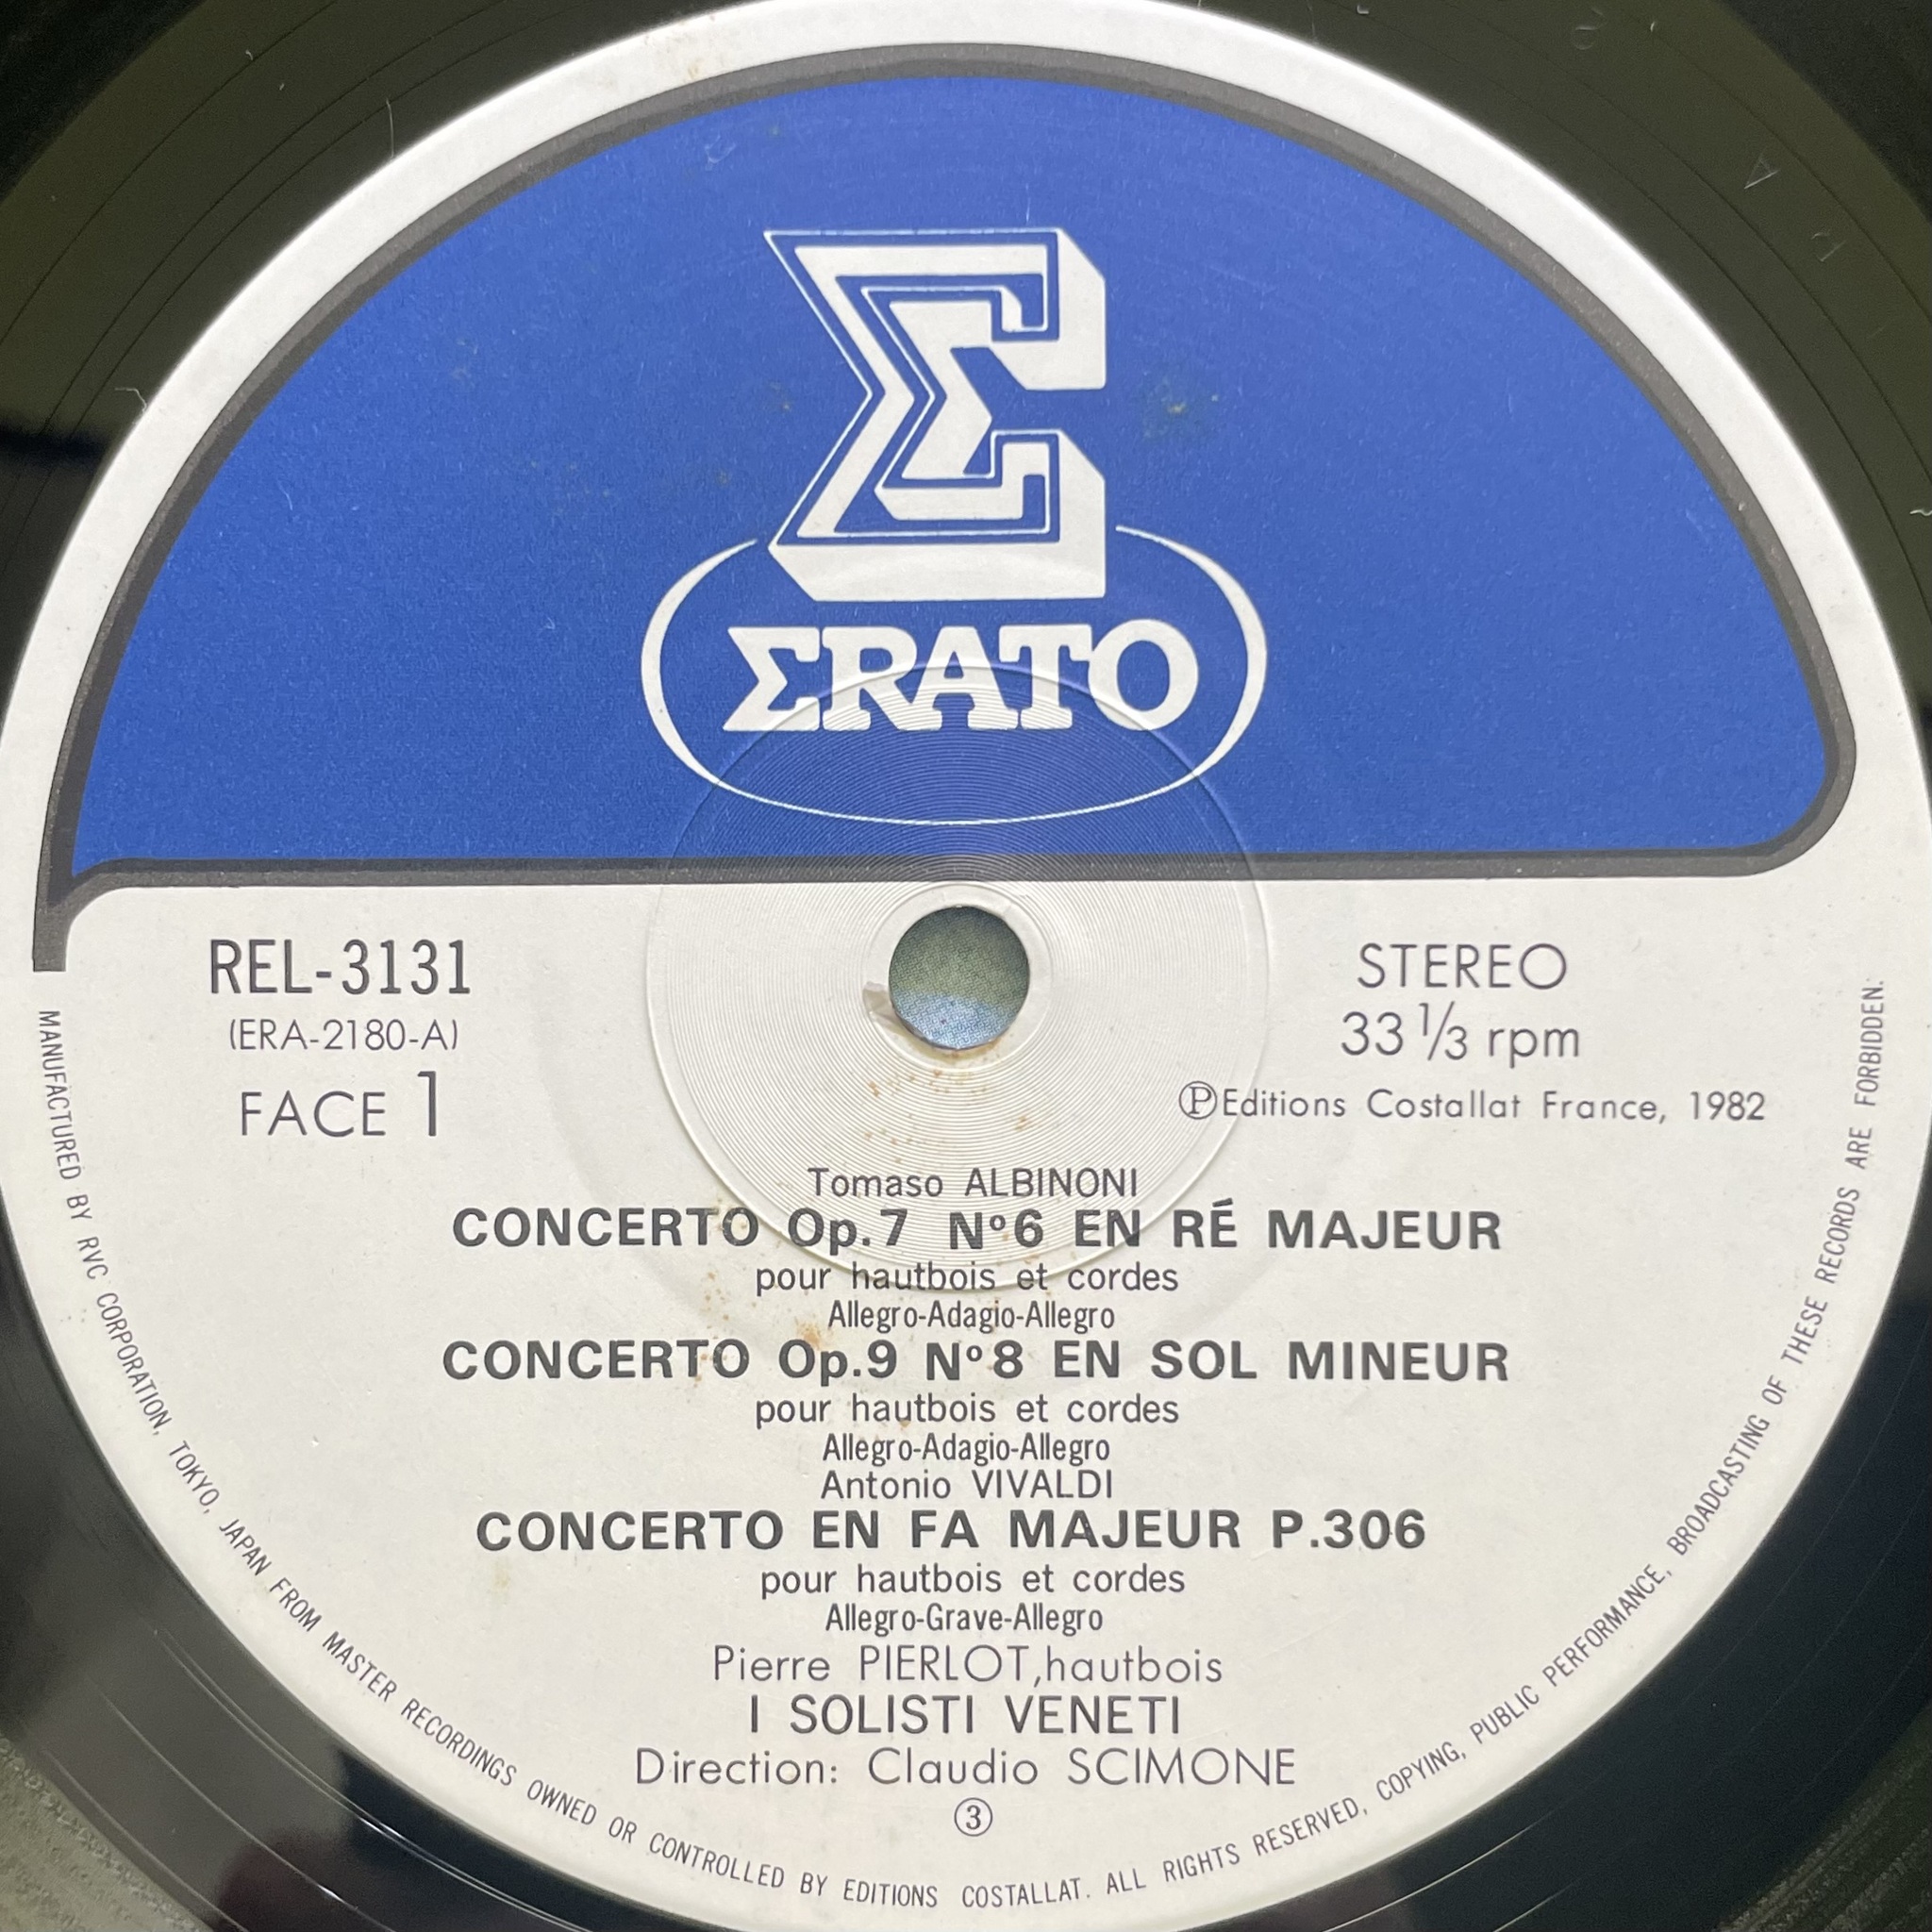 Σ
ΣRATO
REL-3131
(ERA-2180-A)
FACE 1
STEREO
33 1/3 rpm
ⓅEditions Costallat France, 1982
Tomaso ALBINONI
CONCERTO Op.7 Nº6 EN RÉ MAJEUR
pour hautbois et cordes
Allegro-Adagio-Allegro
CONCERTO Op.9 Nº8 EN SOL MINEUR
pour hautbois et cordes
Allegro-Adagio-Allegro
Antonio VIVALDI
CONCERTO EN FA MAJEUR P.306
pour hautbois et cordes
Allegro-Grave-Allegro
Pierre PIERLOT,hautbois
I SOLISTI VENETI
Direction: Claudio SCIMONE
③
MANUFACTURED BY RVC CORPORATION, TOKYO, JAPAN FROM MASTER RECORDINGS OWNED OR CONTROLLED BY EDITIONS COSTALLAT. ALL RIGHTS RESERVED, COPYING, PUBLIC PERFORMANCE, BROADCASTING OF THESE RECORDS ARE FORBIDDEN.